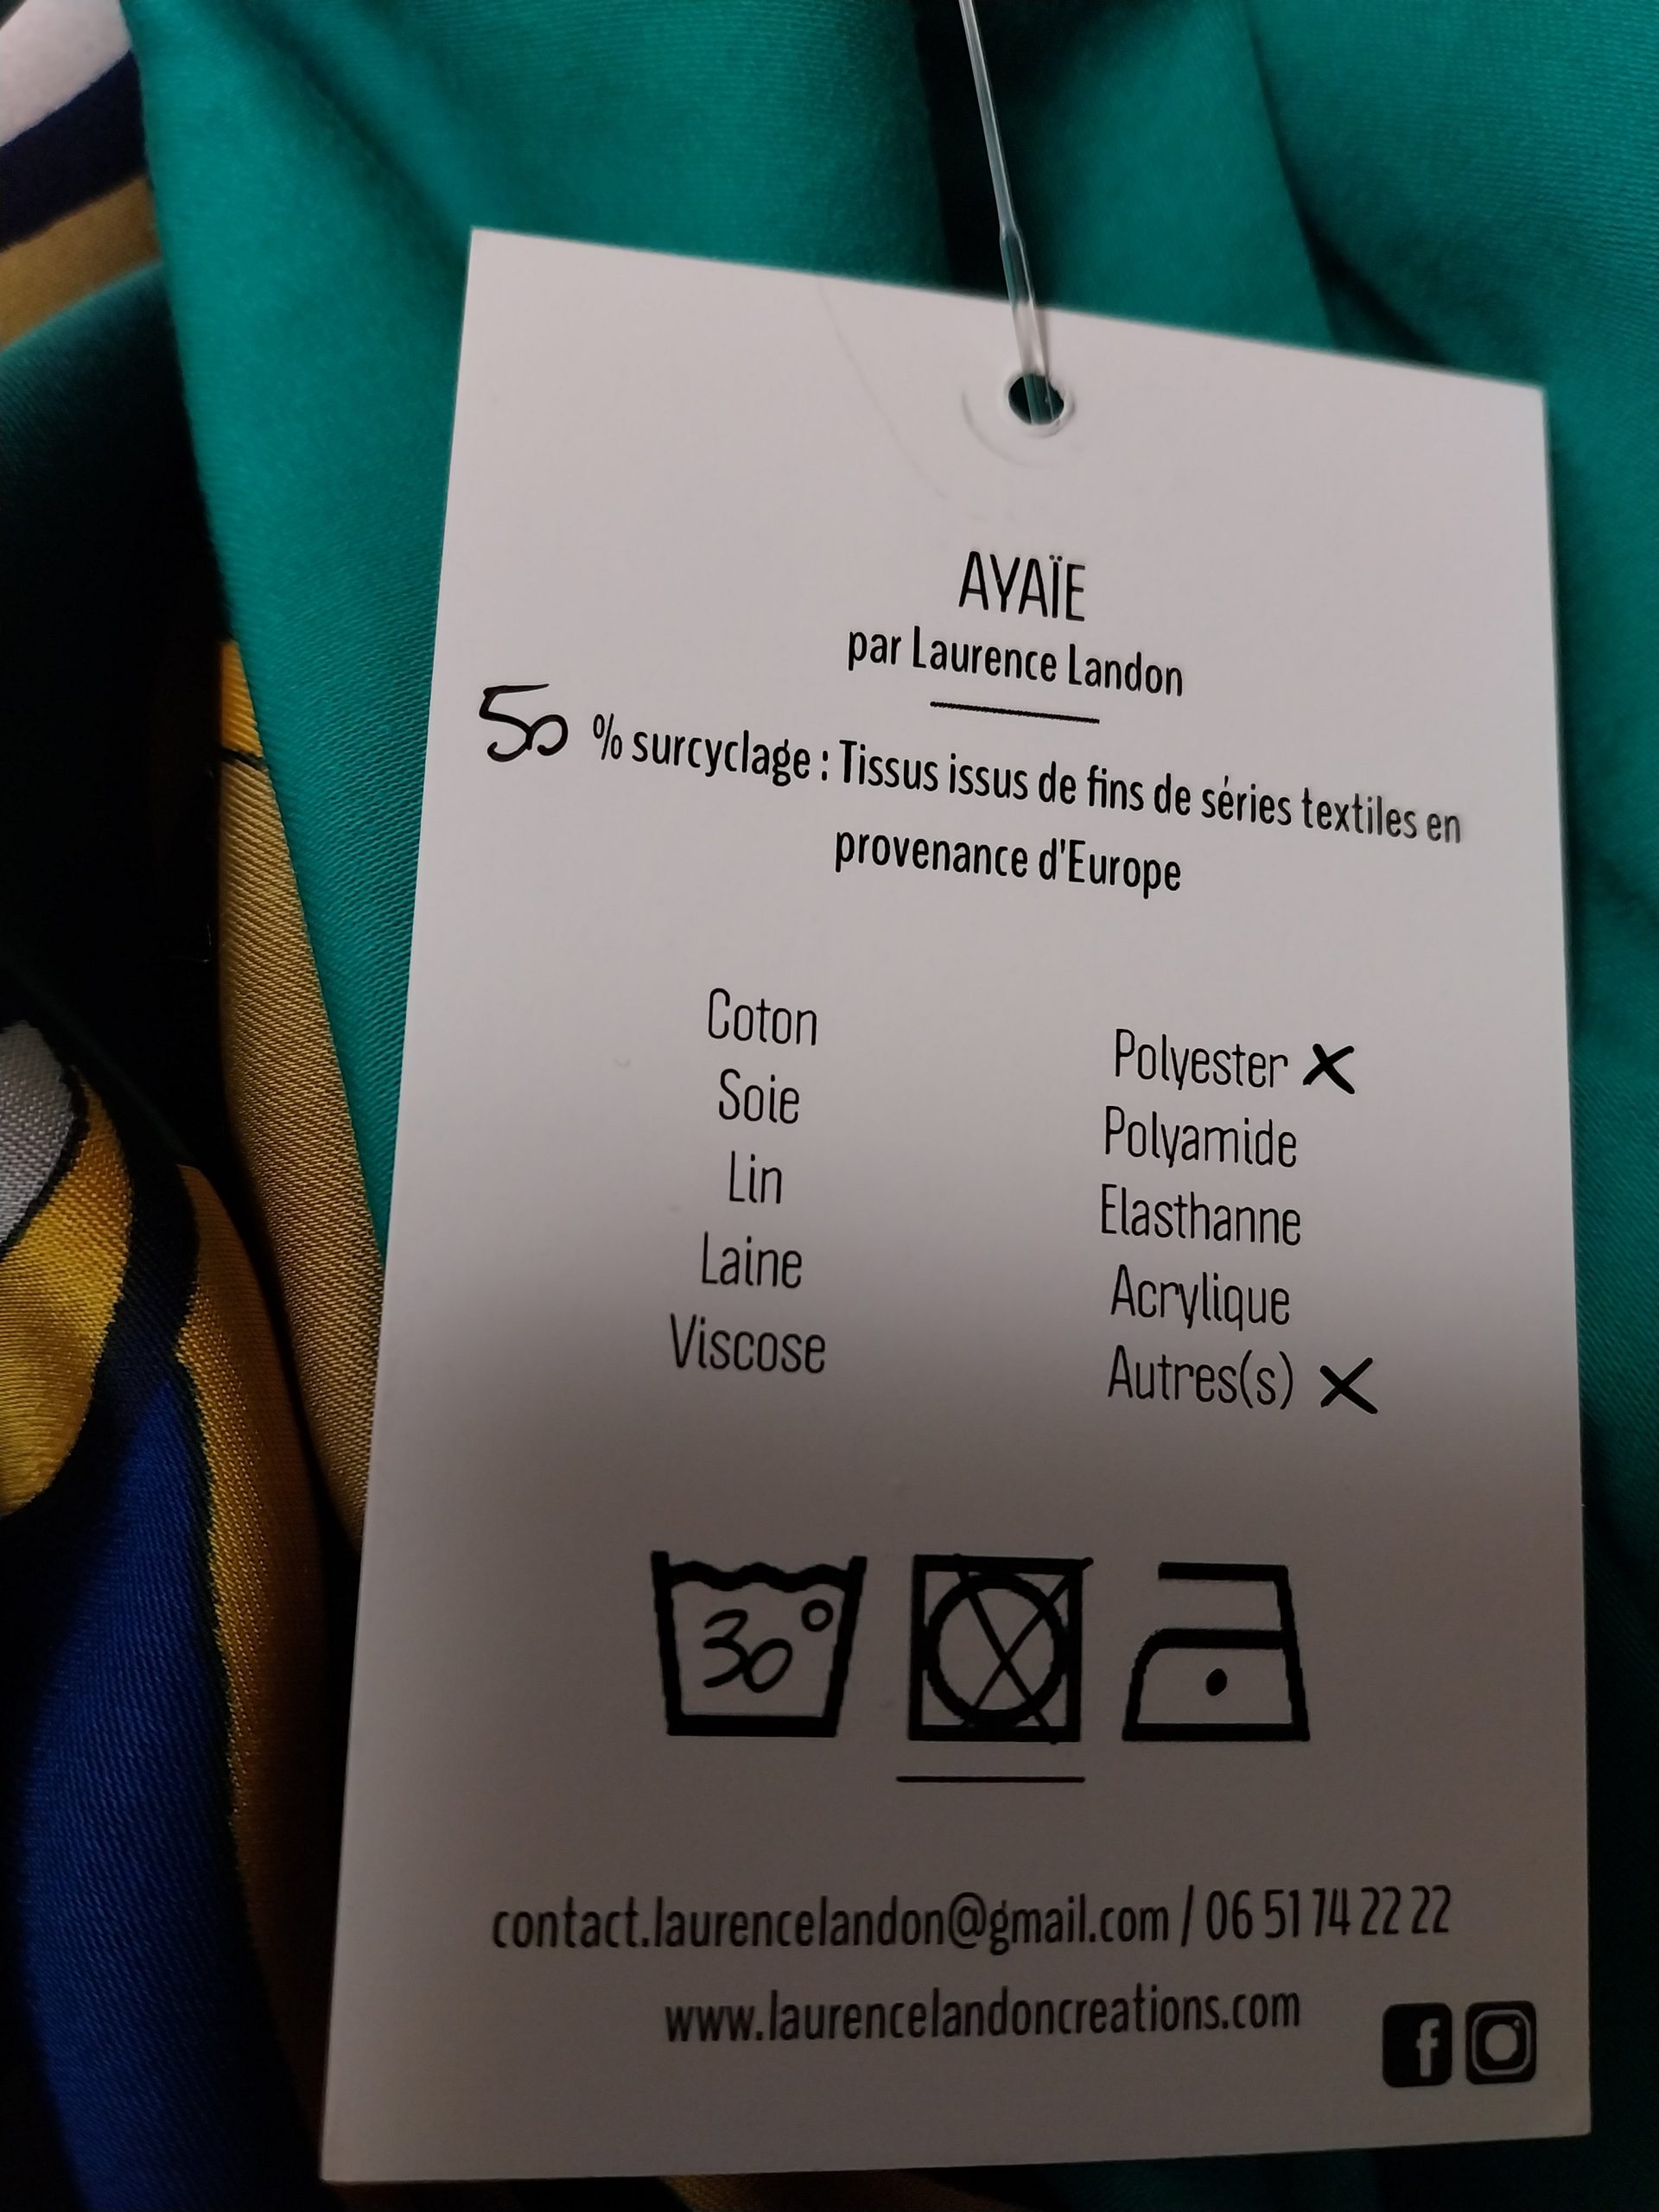 AYAÏE
par Laurence Landon
50 % surcyclage : Tissus issus de fins de séries textiles en
provenance d'Europe
Coton
Soie
Lin
Laine
Viscose
Polyester X
Polyamide
Elasthanne
Acrylique
Autres(s) X
30°
contact.laurencelandon@gmail.com / 06 51 74 22 22
www.laurencelandoncreations.com